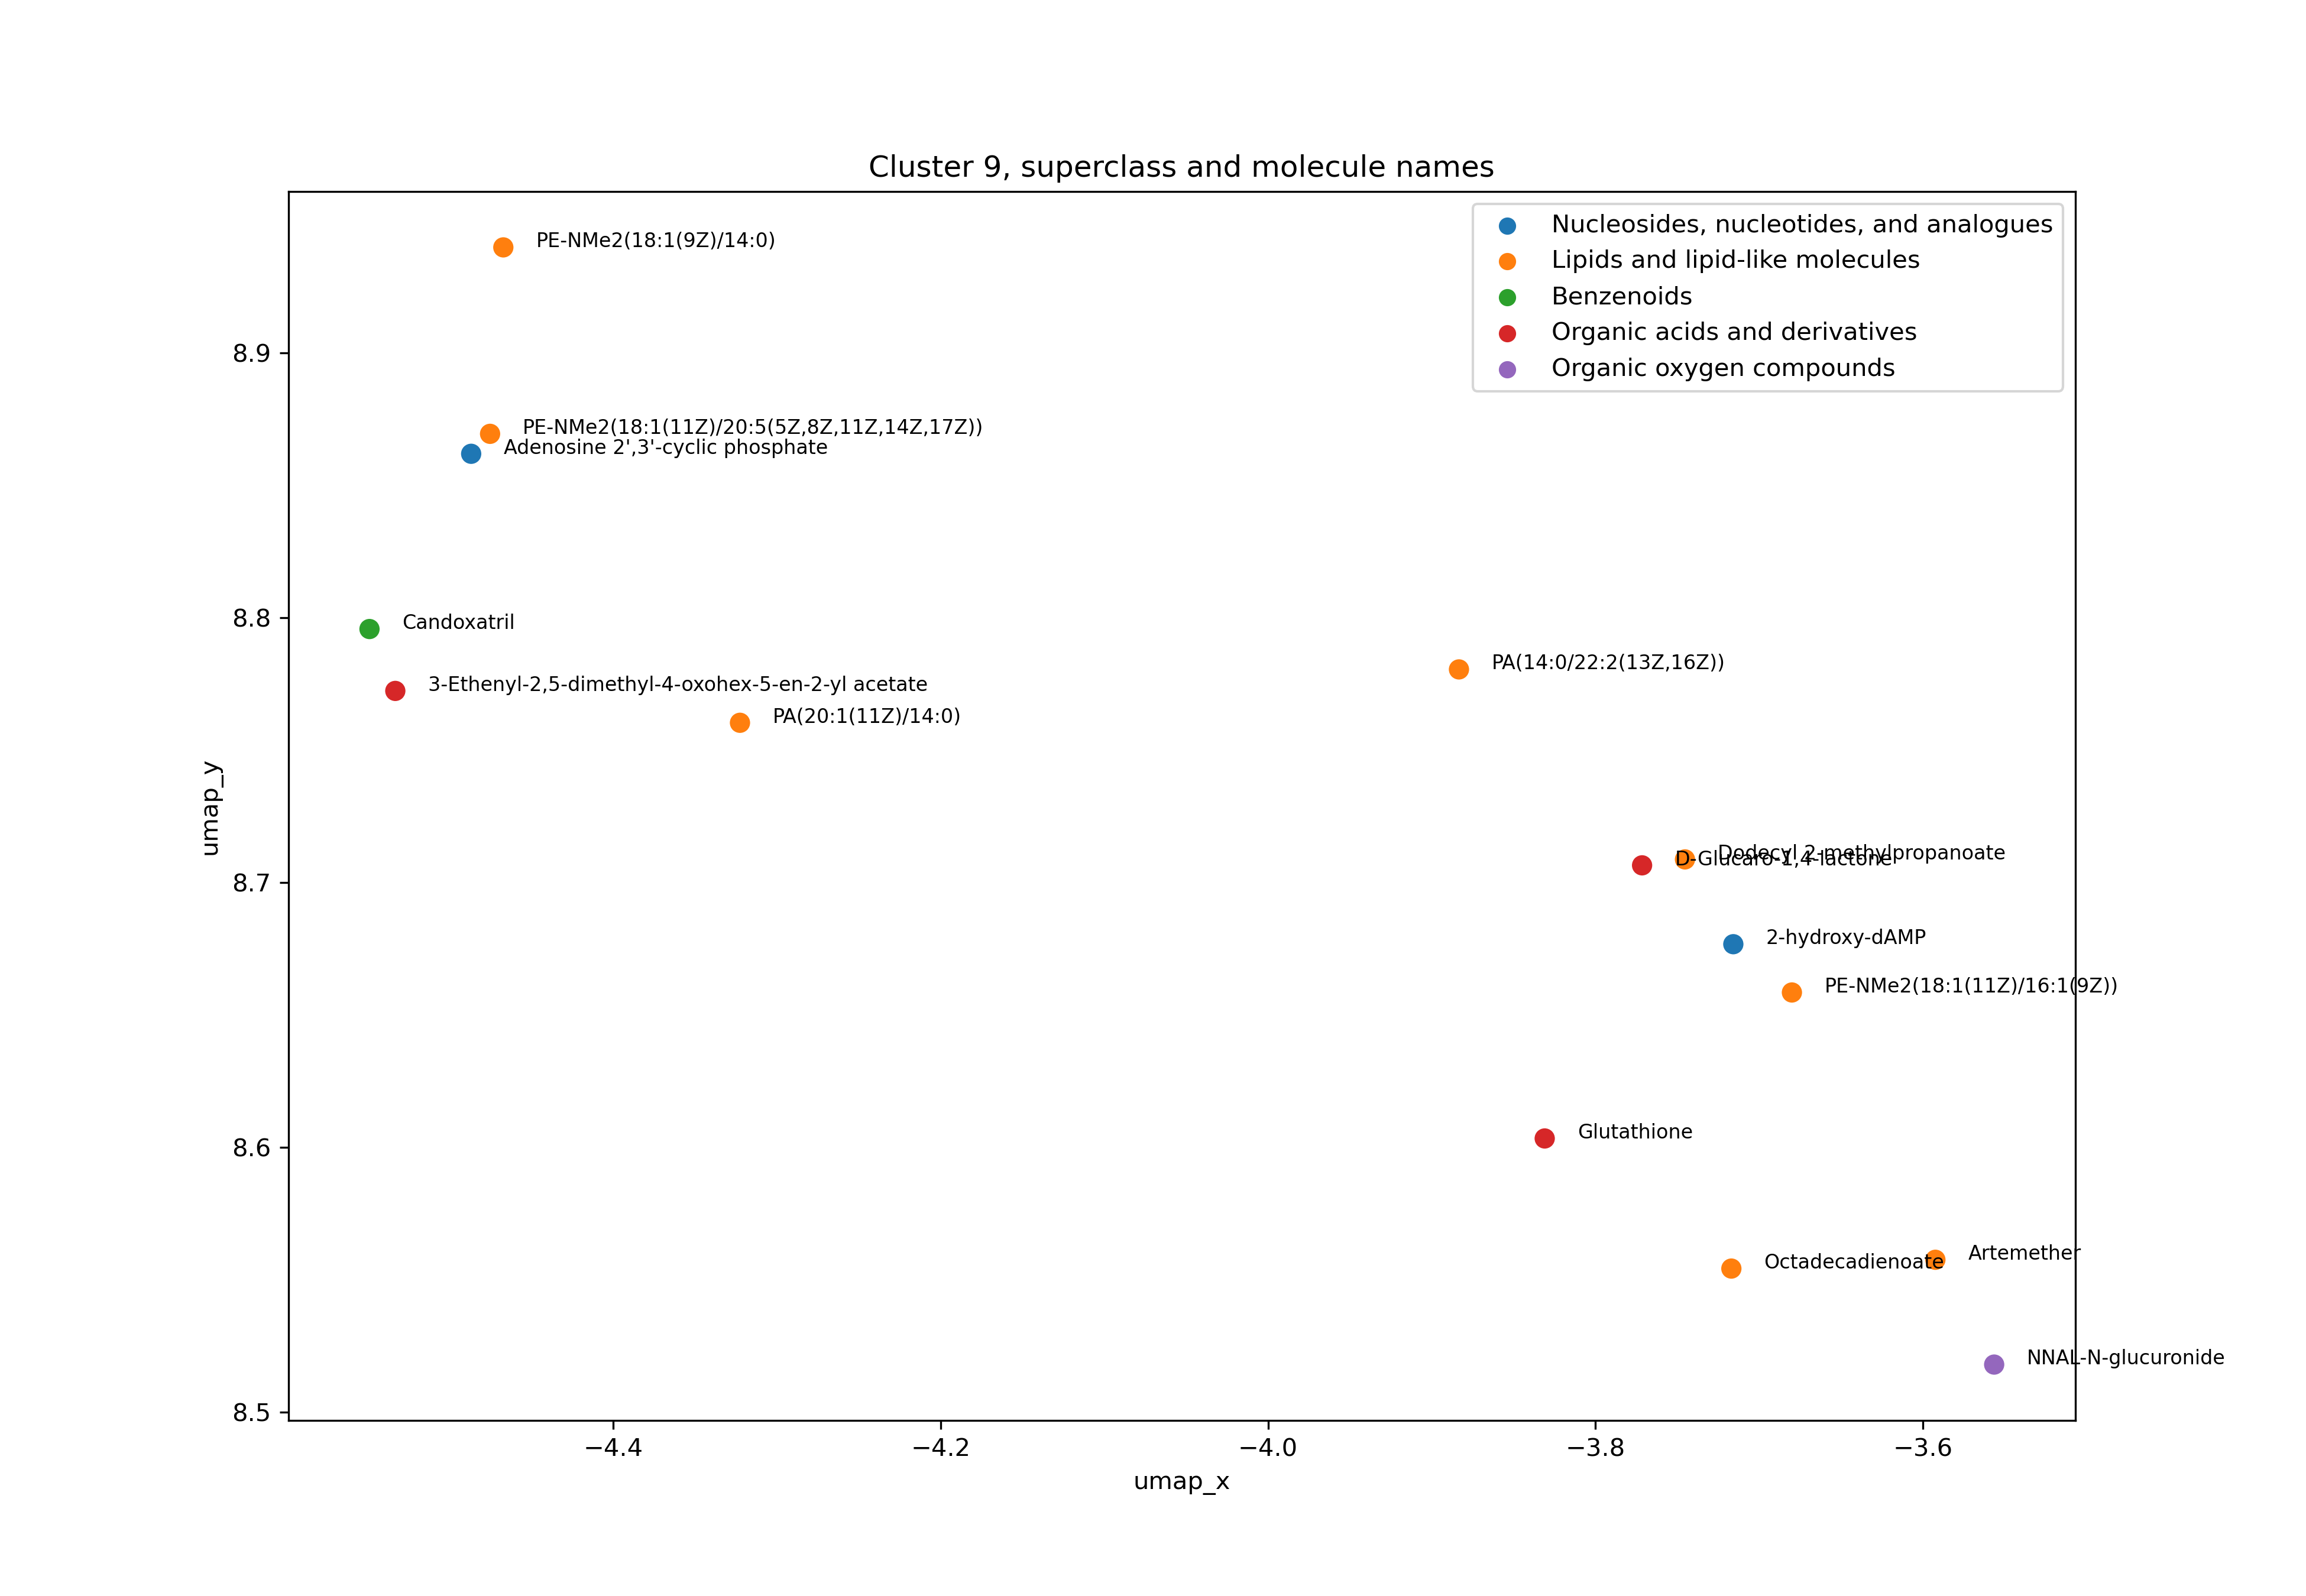 Cluster 9, superclass and molecule names
Nucleosides, nucleotides, and analogues
Lipids and lipid-like molecules
Benzenoids
Organic acids and derivatives
Organic oxygen compounds
PE-NMe2(18:1(9Z)/14:0)
PE-NMe2(18:1(11Z)/20:5(5Z,8Z,11Z,14Z,17Z))
Adenosine 2',3'-cyclic phosphate
Candoxatril
3-Ethenyl-2,5-dimethyl-4-oxohex-5-en-2-yl acetate
PA(20:1(11Z)/14:0)
PA(14:0/22:2(13Z,16Z))
Dodecyl 2-methylpropanoate
D-Glucaro-1,4-lactone
2-hydroxy-dAMP
PE-NMe2(18:1(11Z)/16:1(9Z))
Glutathione
Artemether
Octadecadienoate
NNAL-N-glucuronide
8.9
8.8
8.7
8.6
8.5
umap_y
−4.4
−4.2
−4.0
−3.8
−3.6
umap_x